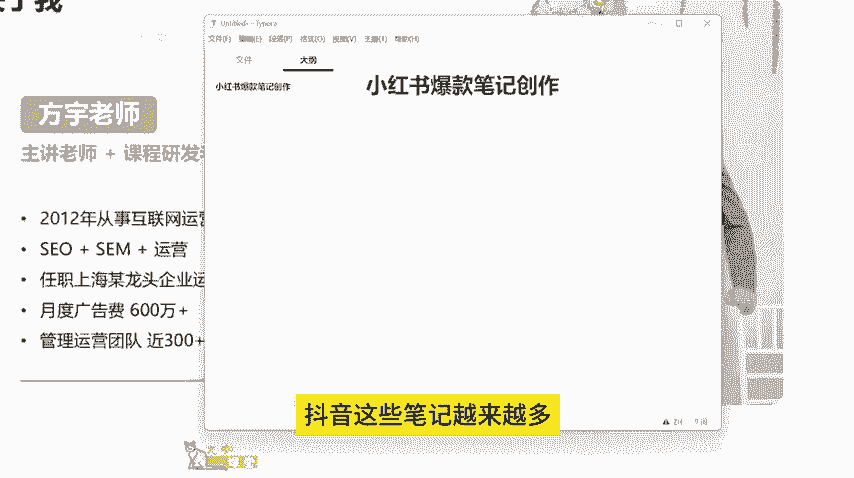 关于我
方宇老师
主讲老师 + 课程研发
• 2012年从事互联网运营
• SEO + SEM + 运营
• 任职上海某龙头企业运
• 月度广告费 600万+
• 管理运营团队 近300+
Untitled - Typora
文件(F) 编辑(E) 段落(P) 格式(O) 视图(V) 主题(T) 帮助(H)
文件 大纲
小红书爆款笔记创作
小红书爆款笔记创作
抖音这些笔记越来越多